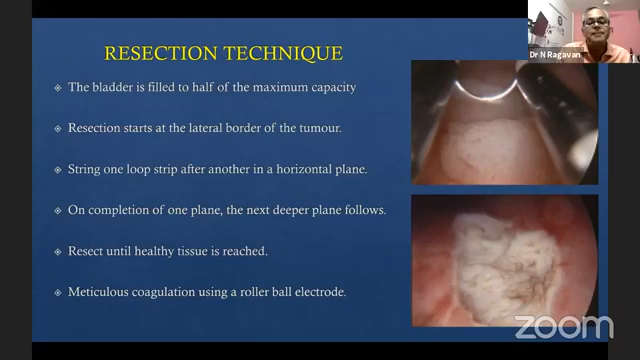 Dr N Ragavan
RESECTION TECHNIQUE
The bladder is filled to half of the maximum capacity
Resection starts at the lateral border of the tumour.
String one loop strip after another in a horizontal plane.
On completion of one plane, the next deeper plane follows.
Resect until healthy tissue is reached.
Meticulous coagulation using a roller ball electrode.
zoom